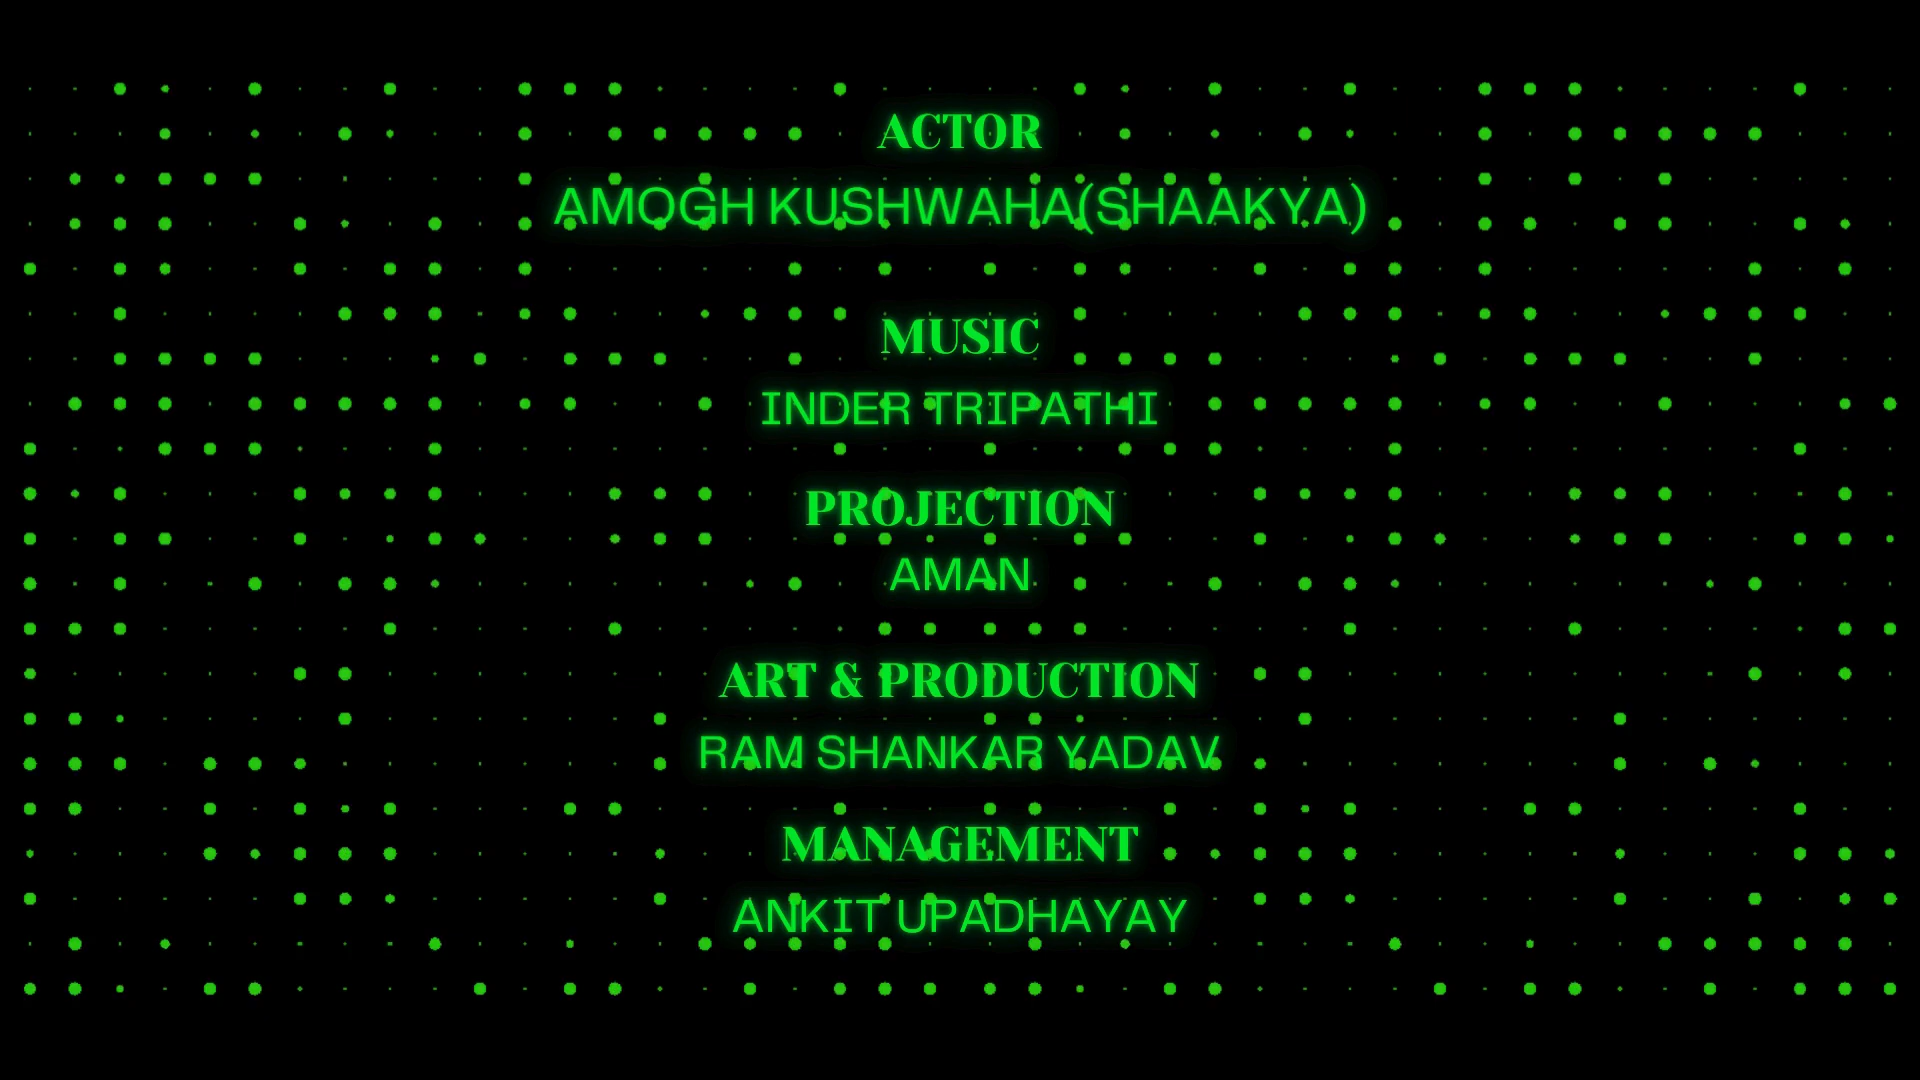 ACTOR
AMOGH KUSHWAHA(SHAAKYA)
MUSIC
INDER TRIPATHI
PROJECTION
AMAN
ART & PRODUCTION
RAM SHANKAR YADAV
MANAGEMENT
ANKIT UPADHAYAY